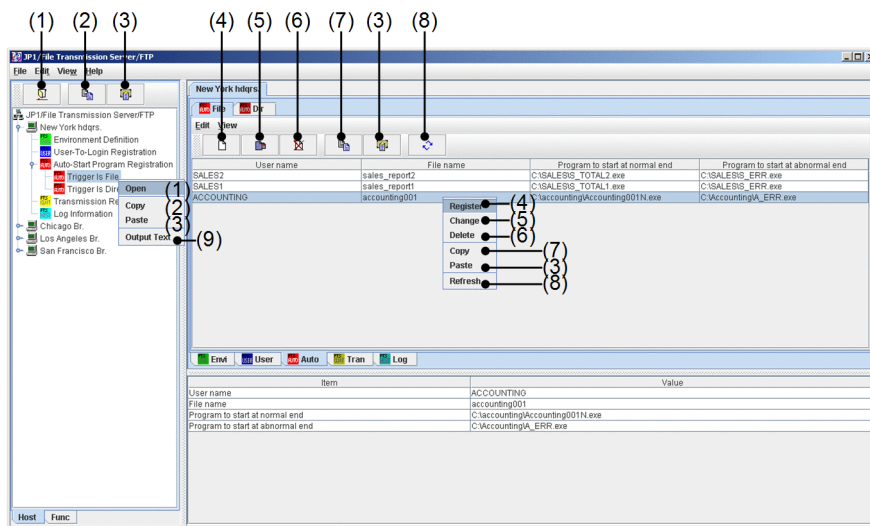 (1) (2) (3) (4) (5) (6) (7) (3) (8)
JP1/File Transmission Server/FTP
File Edit View Help
New York hdqrs.
AUTO File AUTO Dir
Edit View
JP1/File Transmission Server/FTP
New York hdqrs.
Environment Definition
User-To-Login Registration
Auto-Start Program Registration
Trigger Is File
Trigger Is Dir
Transmission Re
Log Information
Chicago Br.
Los Angeles Br.
San Francisco Br.
Open (1)
Copy (2)
Paste (3)
Output Text (9)
User name File name Program to start at normal end Program to start at abnormal end
SALES2 sales_report2 C:\SALES\S_TOTAL2.exe C:\SALES\S_ERR.exe
SALES1 sales_report1 C:\SALES\S_TOTAL1.exe C:\SALES\S_ERR.exe
ACCOUNTING accounting001 C:\accounting\Accounting001N.exe C:\Accounting\A_ERR.exe
Register (4)
Change (5)
Delete (6)
Copy (7)
Paste (3)
Refresh (8)
Envi User Auto Tran Log
Item Value
User name ACCOUNTING
File name accounting001
Program to start at normal end C:\accounting\Accounting001N.exe
Program to start at abnormal end C:\Accounting\A_ERR.exe
Host Func